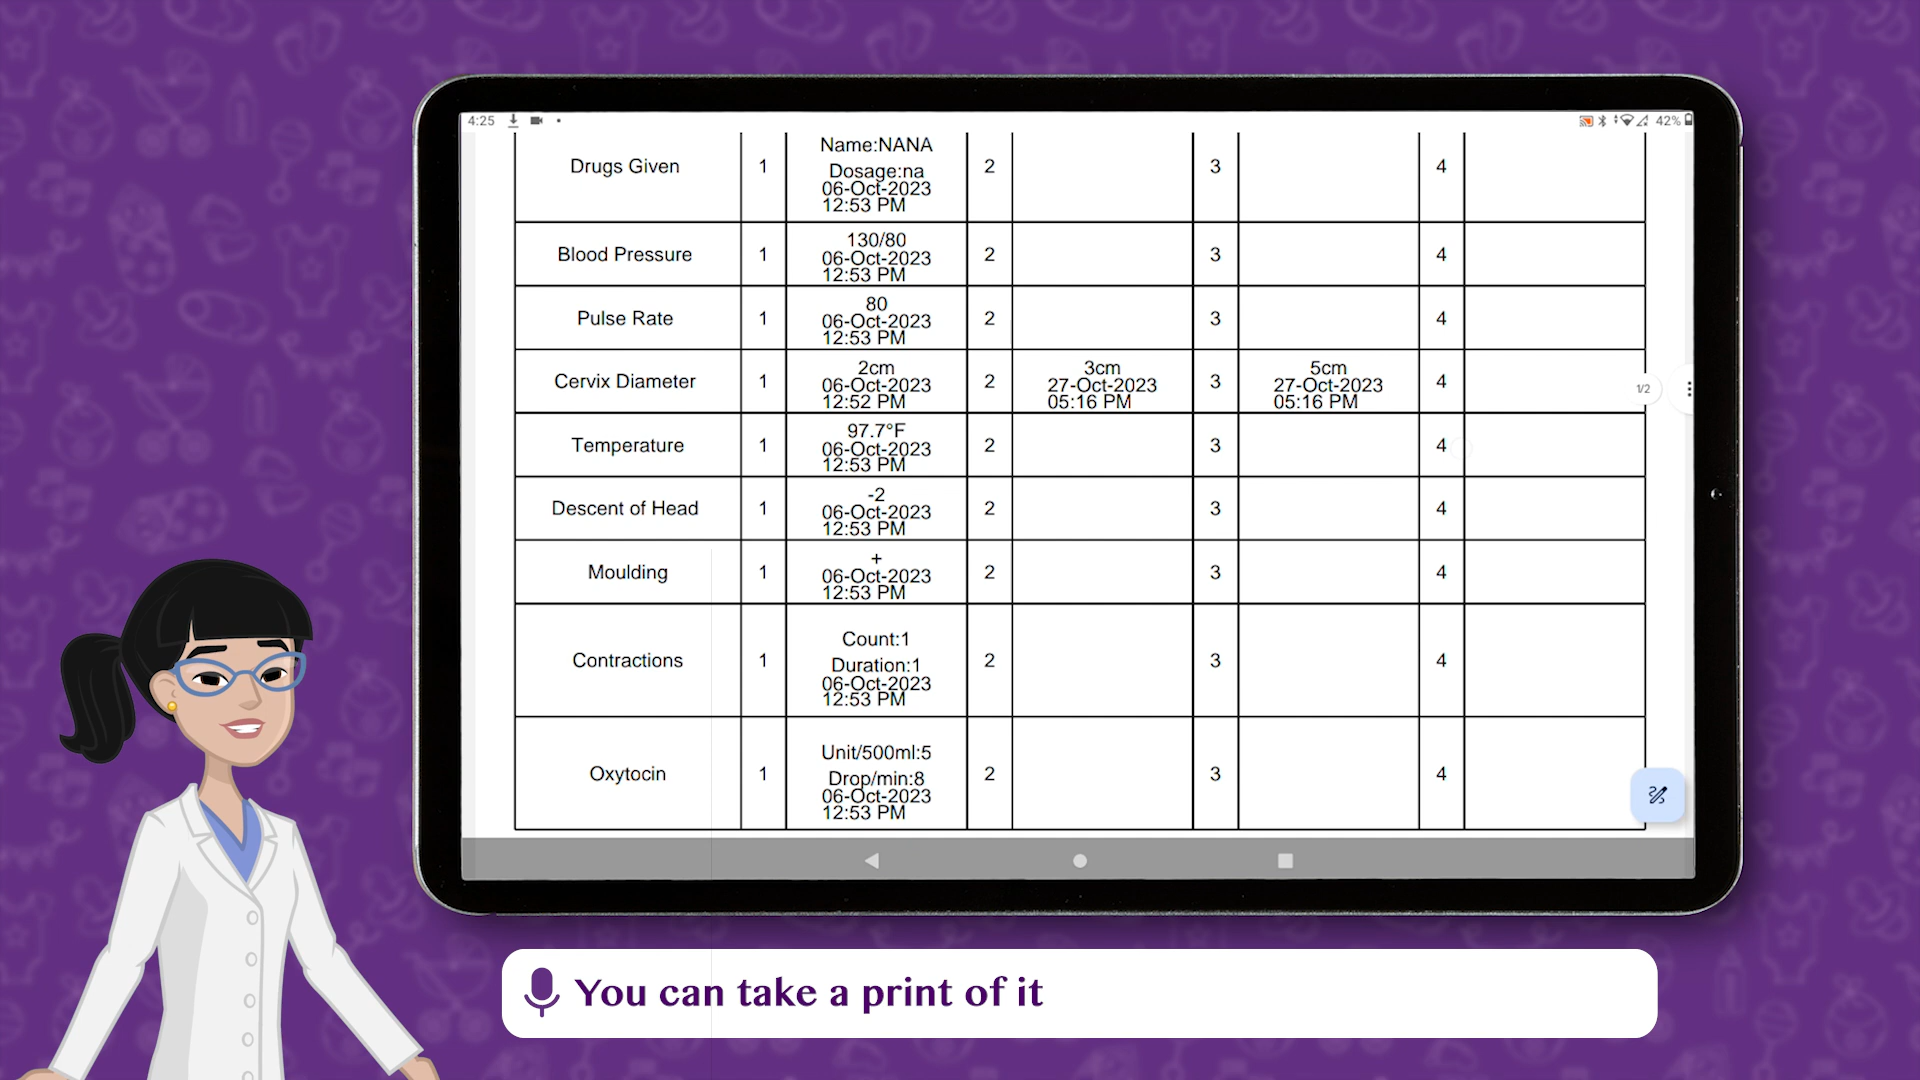 4:25
42%
Drugs Given 1 Name:NANA 2 3 4
Dosage:na
06-Oct-2023
12:53 PM
Blood Pressure 1 130/80 2 3 4
06-Oct-2023
12:53 PM
Pulse Rate 1 80 2 3 4
06-Oct-2023
12:53 PM
Cervix Diameter 1 2cm 2 3cm 3 5cm 4
06-Oct-2023 27-Oct-2023 27-Oct-2023
12:52 PM 05:16 PM 05:16 PM
1/2
Temperature 1 97.7°F 2 3 4
06-Oct-2023
12:53 PM
Descent of Head 1 -2 2 3 4
06-Oct-2023
12:53 PM
Moulding 1 + 2 3 4
06-Oct-2023
12:53 PM
Contractions 1 Count:1 2 3 4
Duration:1
06-Oct-2023
12:53 PM
Oxytocin 1 Unit/500ml:5 2 3 4
Drop/min:8
06-Oct-2023
12:53 PM
You can take a print of it